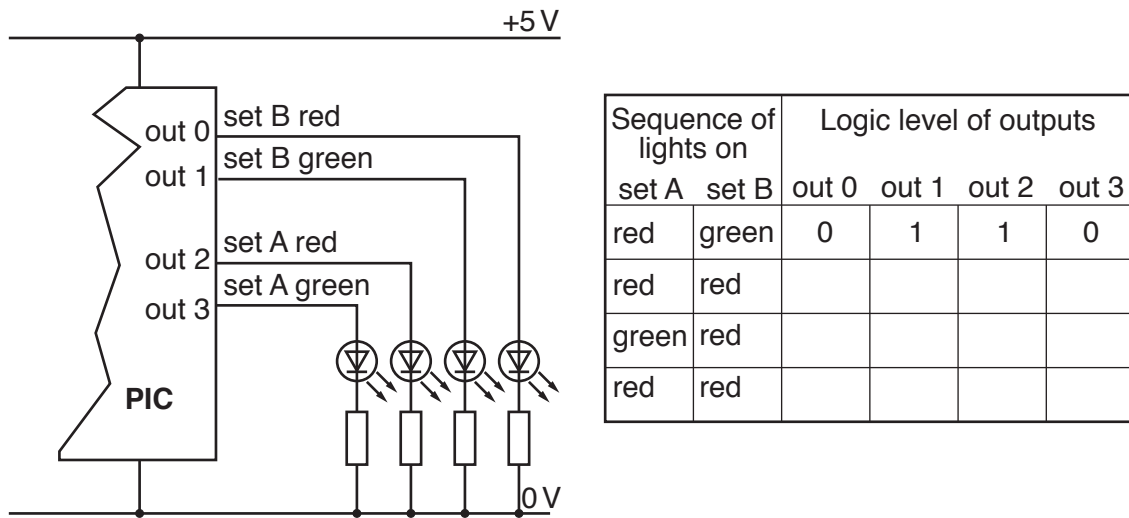 +5 V
out 0 set B red
out 1 set B green
out 2 set A red
out 3 set A green
PIC
0 V
Sequence of lights on Logic level of outputs
set A set B out 0 out 1 out 2 out 3
red green 0 1 1 0
red red
green red
red red